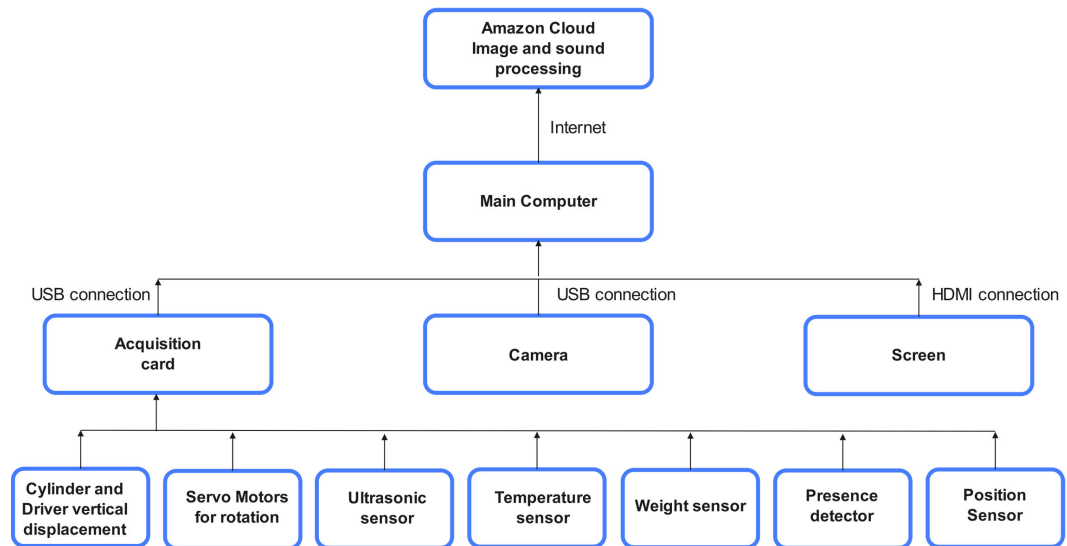 Amazon Cloud
Image and sound
processing
Internet
Main Computer
USB connection
USB connection
HDMI connection
Acquisition
card
Camera
Screen
Cylinder and
Driver vertical
displacement
Servo Motors
for rotation
Ultrasonic
sensor
Temperature
sensor
Weight sensor
Presence
detector
Position
Sensor